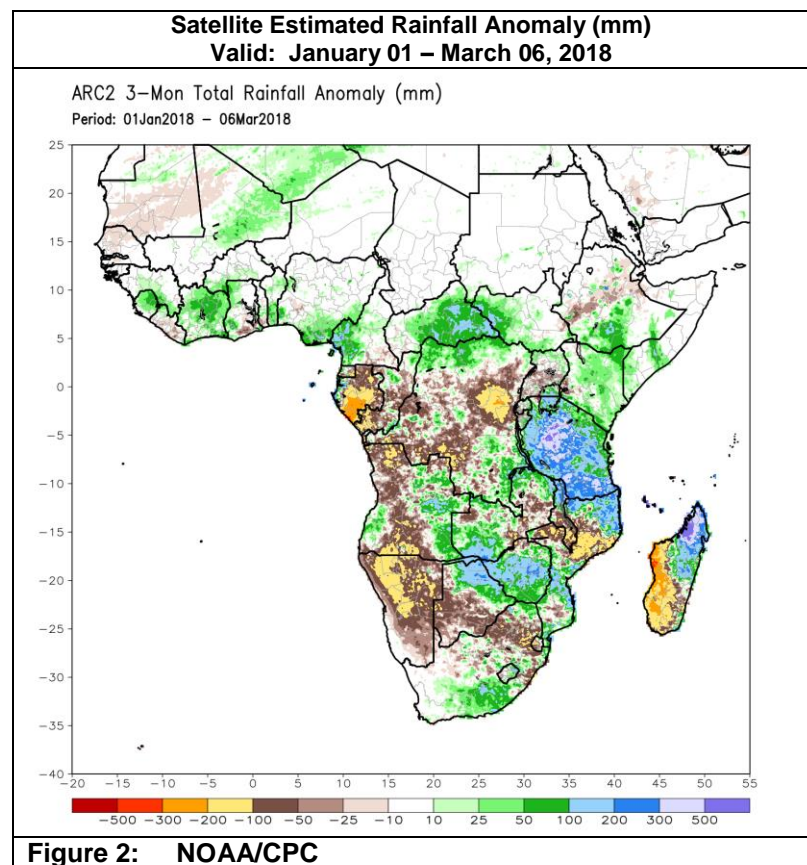 Satellite Estimated Rainfall Anomaly (mm)
Valid: January 01 – March 06, 2018
ARC2 3-Mon Total Rainfall Anomaly (mm)
Period: 01Jan2018 – 06Mar2018
25
20
15
10
5
0
-5
-10
-15
-20
-25
-30
-35
-40
-20 -15 -10 -5 0 5 10 15 20 25 30 35 40 45 50 55
-500 -300 -200 -100 -50 -25 -10 10 25 50 100 200 300 500
Figure 2: NOAA/CPC